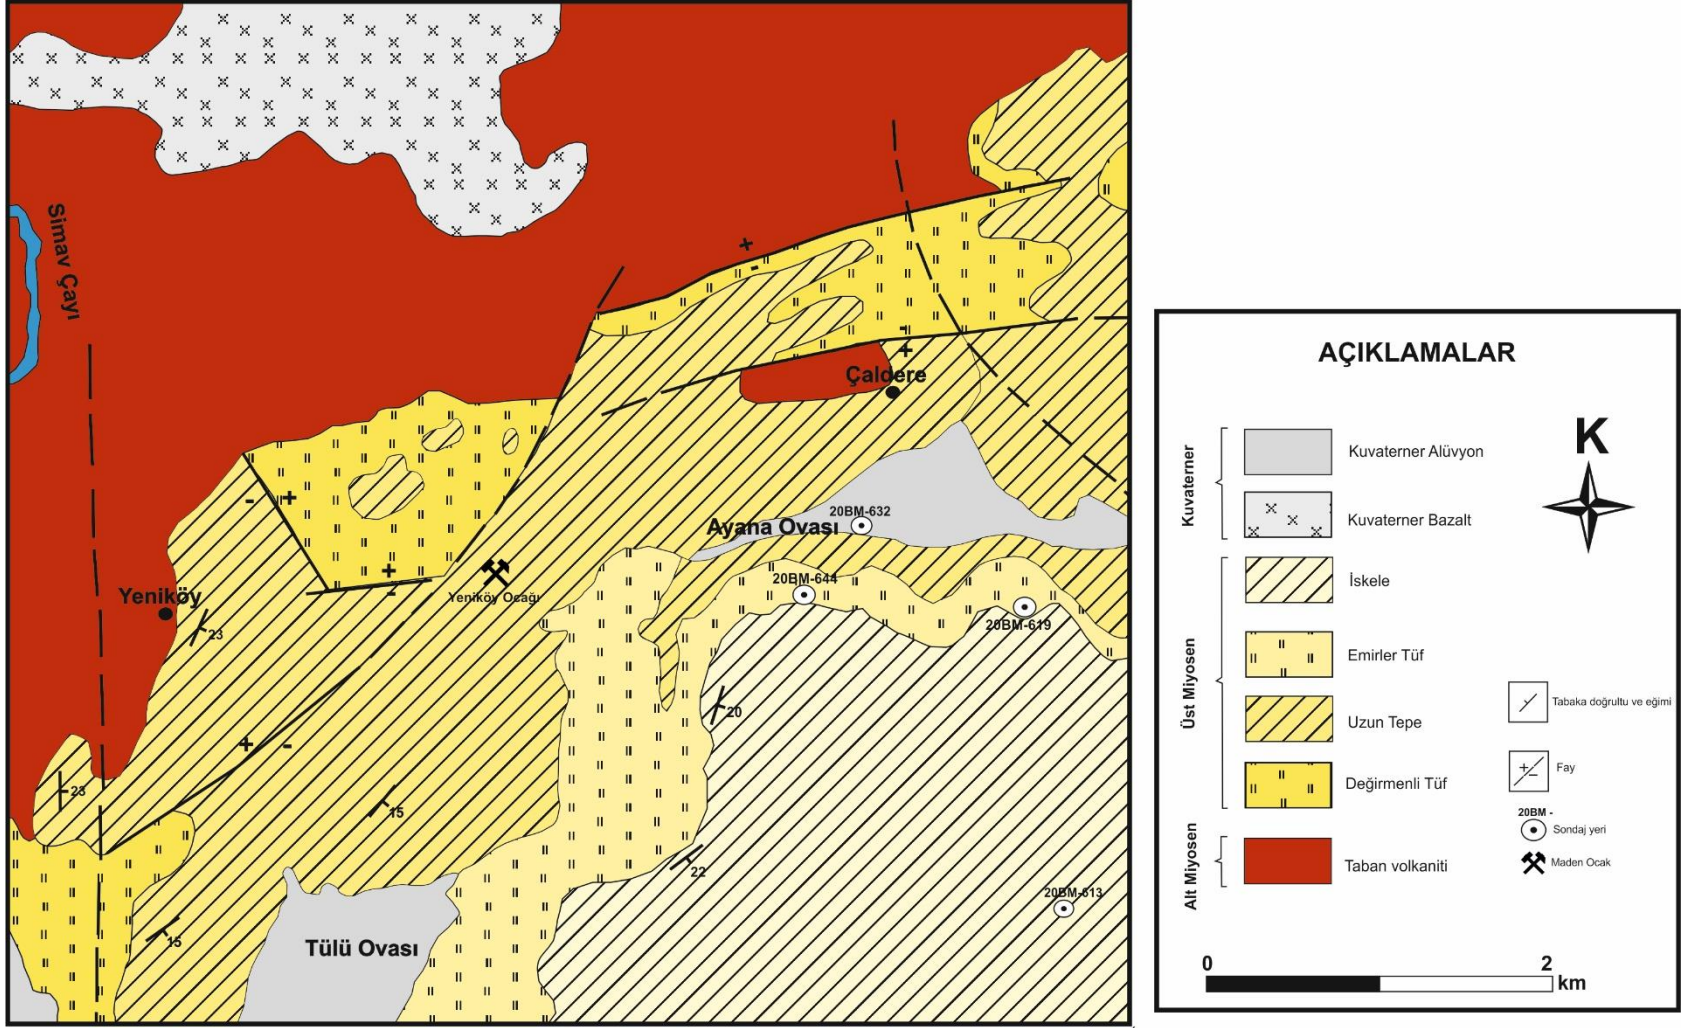 Simav Çayı
+
-
Çaldere
-
+
20BM-632
Ayana Ovası
- +
20BM-644
+
-
Yeniköy
Yeniköy Ocağı
23
20BM-619
20
+ -
23
15
22
20BM-613
15
Tülü Ovası
AÇIKLAMALAR
K
Kuvaterner
Kuvaterner Alüvyon
Kuvaterner Bazalt
Üst Miyosen
İskele
Emirler Tüf
Uzun Tepe
Değirmenli Tüf
Alt Miyosen
Taban volkaniti
Tabaka doğrultu ve eğimi
+ -
Fay
20BM -
Sondaj yeri
Maden Ocak
0 2
km